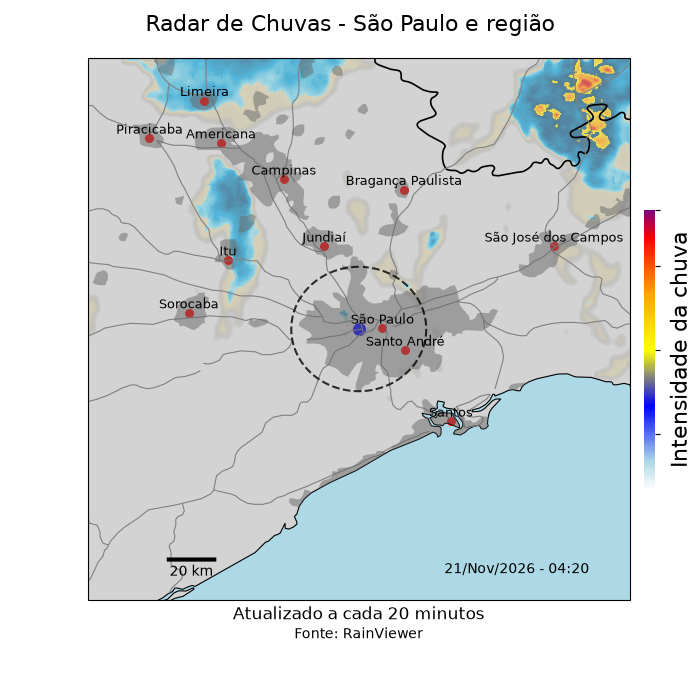 Radar de Chuvas - São Paulo e região
Limeira
Piracicaba
Americana
Campinas
Bragança Paulista
Itu
Jundiaí
São José dos Campos
Sorocaba
São Paulo
Santo André
Santos
Intensidade da chuva
20 km
21/Nov/2026 - 04:20
Atualizado a cada 20 minutos
Fonte: RainViewer